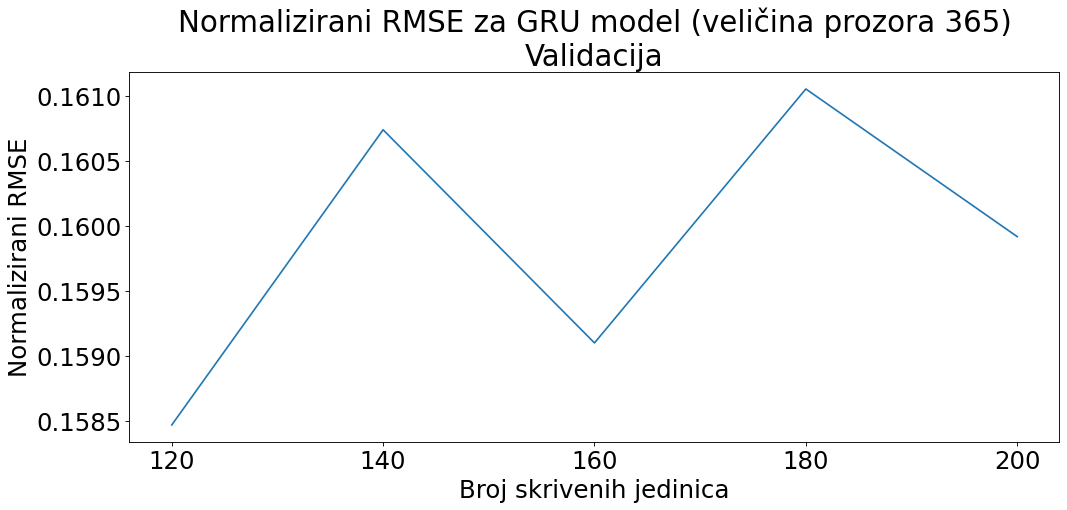 Normalizirani RMSE za GRU model (veličina prozora 365)
Validacija
Normalizirani RMSE
0.1610
0.1605
0.1600
0.1595
0.1590
0.1585
120 140 160 180 200
Broj skrivenih jedinica